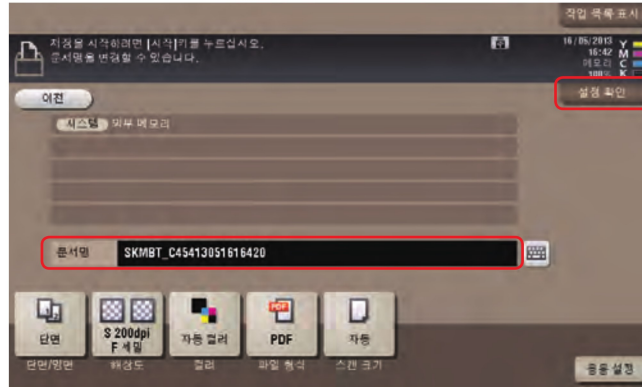 작업 목록 표시
저장을 시작하려면 [시작]키를 누르십시오.
문서명을 변경할 수 있습니다.
16/05/2013
16:42
메모리
100%
Y
M
C
K
이전
설정 확인
시스템 외부 메모리
문서명 SKMBT_C45413051616420
단면
S 200dpi
F 세밀
자동 컬러
PDF
PDF
자동
단면/양면
해상도
컬러
파일 형식
스캔 크기
응용 설정